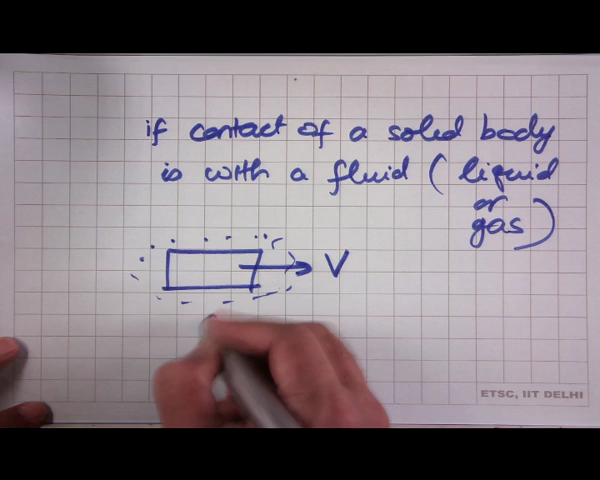 if contact of a solid body
is with a fluid ( liquid
or
gas )
V
ETSC, IIT DELHI